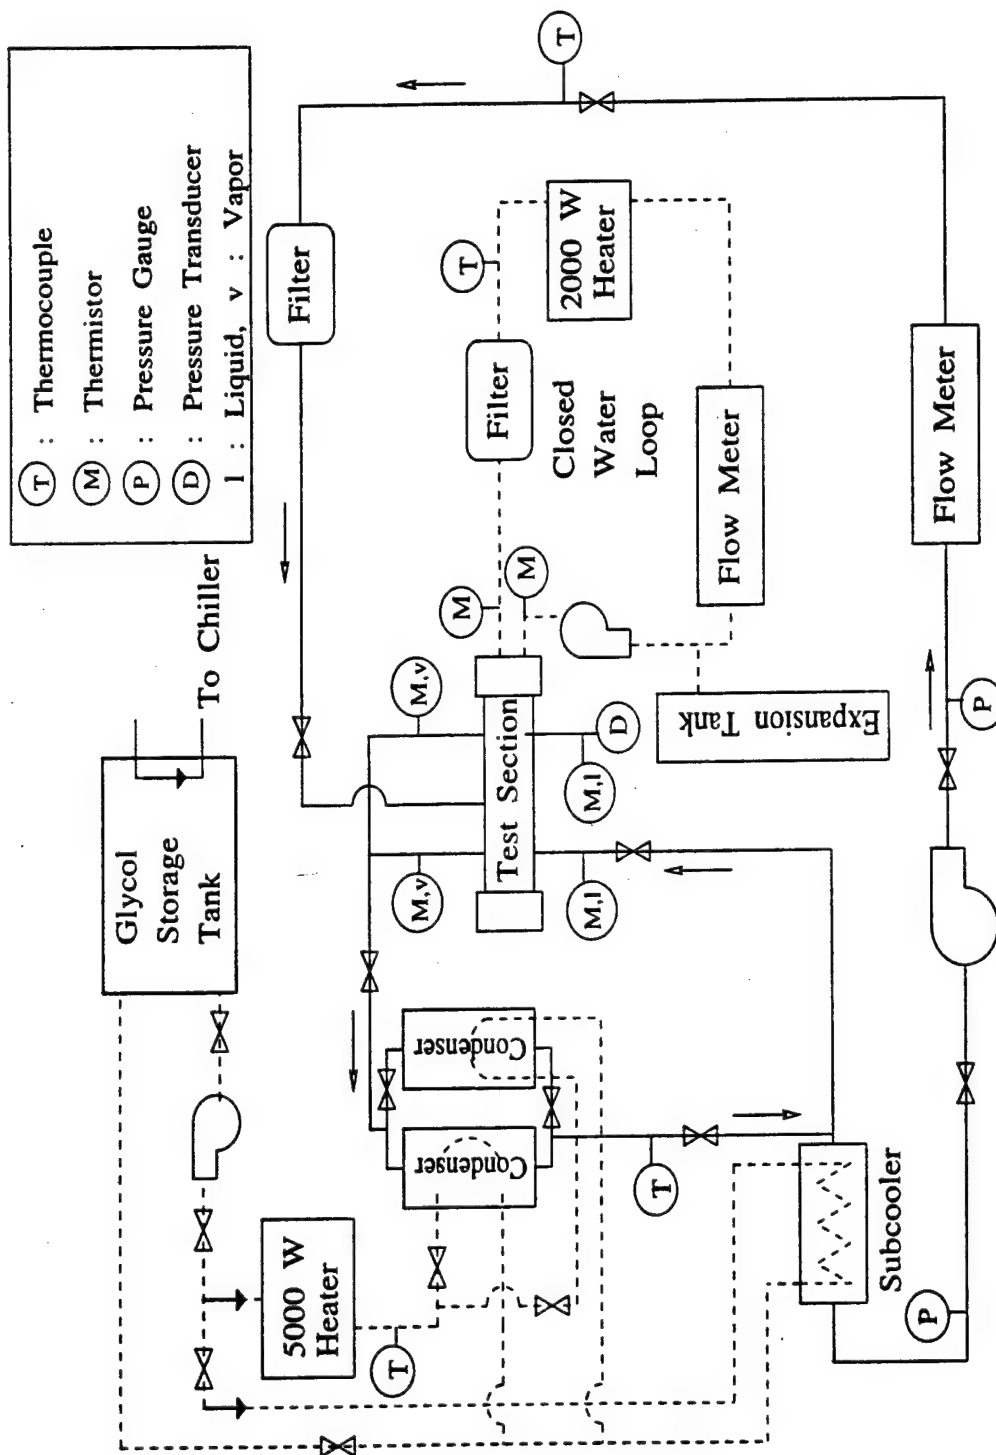 T : Thermocouple
M : Thermistor
P : Pressure Gauge
D : Pressure Transducer
l : Liquid, v : Vapor
Glycol
Storage
Tank
To Chiller
Filter
T
5000 W
Heater
T
Condenser
Condenser
M,v
M,v
M
M
Test Section
M,l
M,l
D
Filter
T
2000 W
Heater
Closed
Water
Loop
Flow Meter
Expansion Tank
T
Subcooler
P
P
Flow Meter